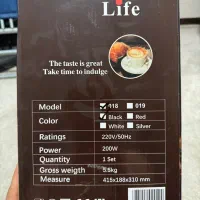 Life
The taste is great
Take time to indulge
Model ✓ 918 019
Color ✓ Black Red
White Silver
Ratings 220V/50Hz
Power 200W
Quantity 1 Set
Gross weigth 5.5kg
Measure 415x188x310 mm